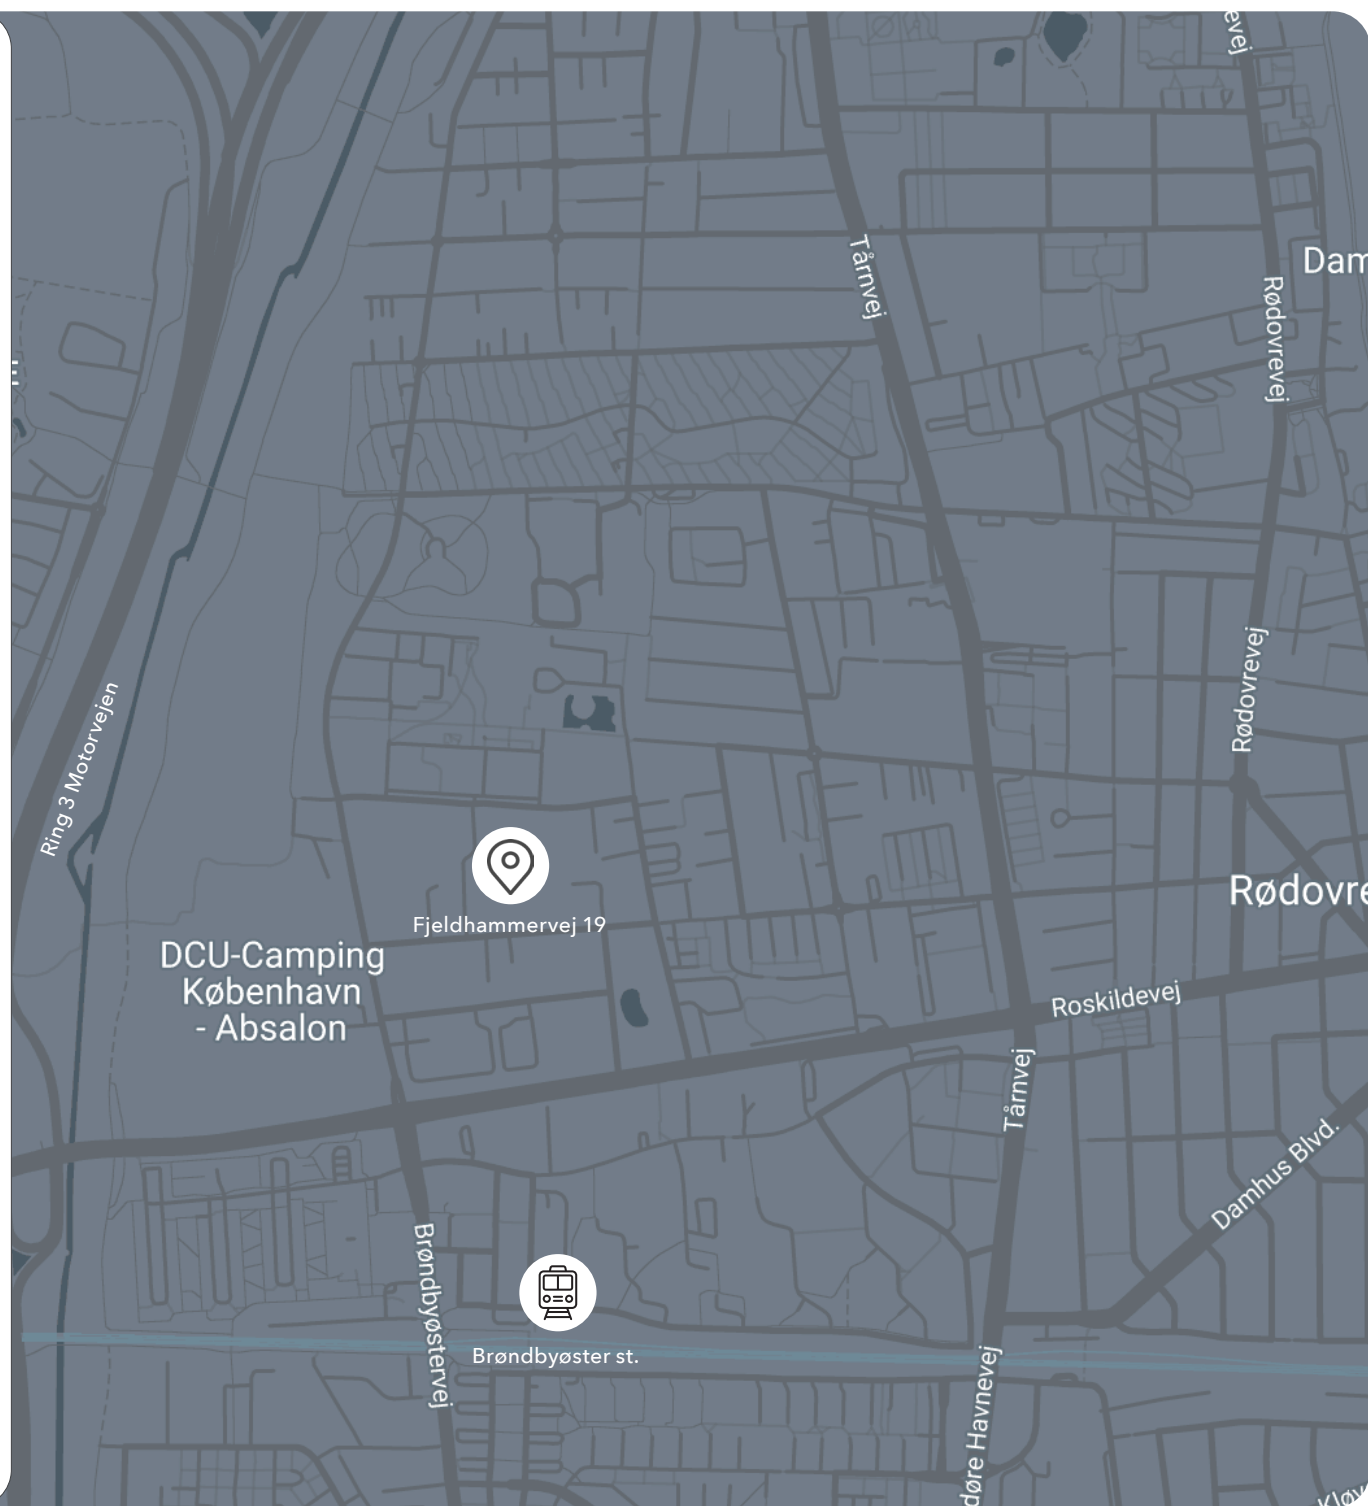 evej
Tårnvej
Dam
Rødovrevej
Rødovrevej
Ring 3 Motorvejen
Rødovre
Fjeldhammervej 19
DCU-Camping
København
- Absalon
Roskildevej
Tårnvej
Damhus Blvd.
Brøndbyøstervej
Brøndbyøster st.
døre Havnevej